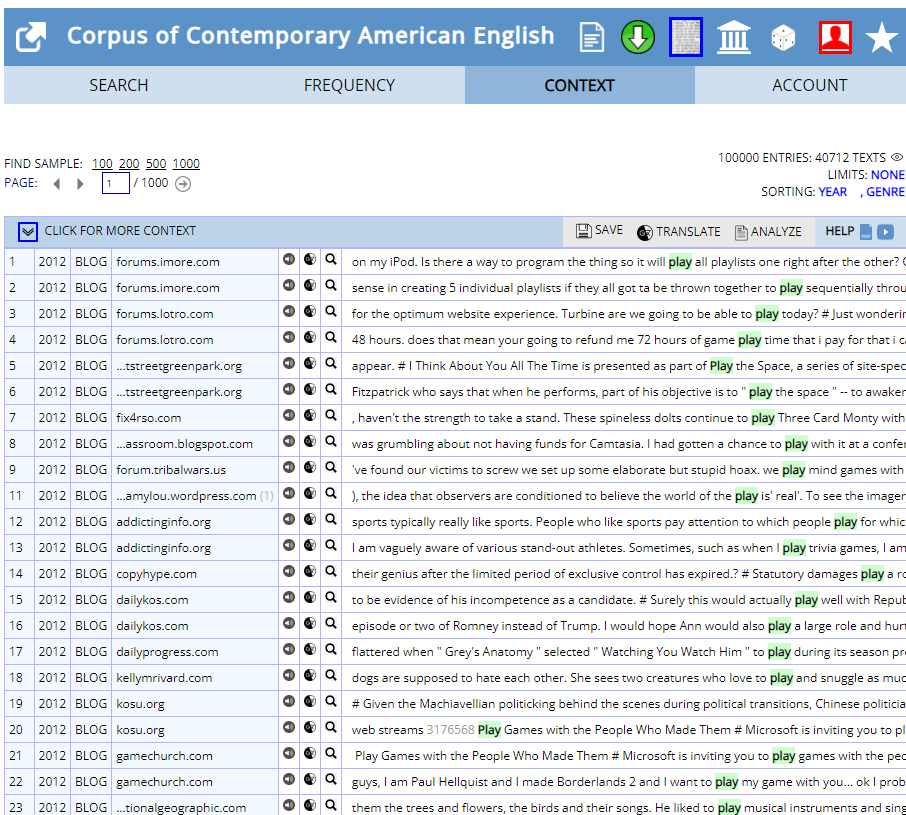 Corpus of Contemporary American English
SEARCH FREQUENCY CONTEXT ACCOUNT
FIND SAMPLE: 100 200 500 1000
PAGE: 1 / 1000
100000 ENTRIES: 40712 TEXTS
LIMITS: NONE
SORTING: YEAR , GENRE
CLICK FOR MORE CONTEXT SAVE TRANSLATE ANALYZE HELP
1 2012 BLOG forums.imore.com on my iPod. Is there a way to program the thing so it will play all playlists one right after the other?
2 2012 BLOG forums.imore.com sense in creating 5 individual playlists if they all got ta be thrown together to play sequentially throu
3 2012 BLOG forums.lotro.com for the optimum website experience. Turbine are we going to be able to play today? # Just wonderin
4 2012 BLOG forums.lotro.com 48 hours. does that mean your going to refund me 72 hours of game play time that i pay for that i ca
5 2012 BLOG ...tstreetgreenpark.org appear. # I Think About You All The Time is presented as part of Play the Space, a series of site-spec
6 2012 BLOG ...tstreetgreenpark.org Fitzpatrick who says that when he performs, part of his objective is to " play the space " -- to awaken
7 2012 BLOG fix4rso.com , haven't the strength to take a stand. These spineless dolts continue to play Three Card Monty with
8 2012 BLOG ...assroom.blogspot.com was grumbling about not having funds for Camtasia. I had gotten a chance to play with it at a confer
9 2012 BLOG forum.tribalwars.us 've found our victims to screw we set up some elaborate but stupid hoax. we play mind games with
11 2012 BLOG ...amylou.wordpress.com (1) ), the idea that observers are conditioned to believe the world of the play is' real'. To see the imager
12 2012 BLOG addictinginfo.org sports typically really like sports. People who like sports pay attention to which people play for whic
13 2012 BLOG addictinginfo.org I am vaguely aware of various stand-out athletes. Sometimes, such as when I play trivia games, I am
14 2012 BLOG copyhype.com their genius after the limited period of exclusive control has expired.? # Statutory damages play a ro
15 2012 BLOG dailykos.com to be evidence of his incompetence as a candidate. # Surely this would actually play well with Repub
16 2012 BLOG dailykos.com episode or two of Romney instead of Trump. I would hope Ann would also play a large role and hurt
17 2012 BLOG dailyprogress.com flattered when " Grey's Anatomy " selected " Watching You Watch Him " to play during its season pr
18 2012 BLOG kellymrivard.com dogs are supposed to hate each other. She sees two creatures who love to play and snuggle as muc
19 2012 BLOG kosu.org # Given the Machiavellian politicking behind the scenes during political transitions, Chinese politicia
20 2012 BLOG kosu.org web streams 3176568 Play Games with the People Who Made Them # Microsoft is inviting you to pl
21 2012 BLOG gamechurch.com Play Games with the People Who Made Them # Microsoft is inviting you to play games with the peo
22 2012 BLOG gamechurch.com guys, I am Paul Hellquist and I made Borderlands 2 and I want to play my game with you... ok I prob
23 2012 BLOG ...tionalgeographic.com them the trees and flowers, the birds and their songs. He liked to play musical instruments and sing